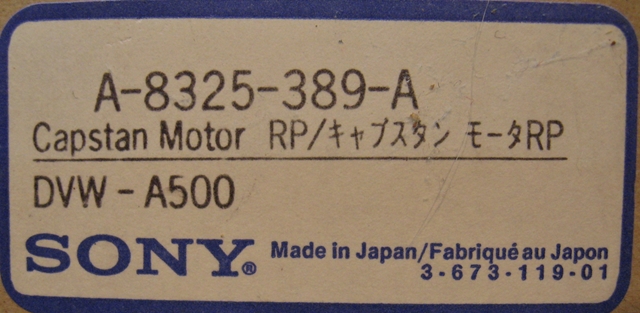 A-8325-389-A
Capstan Motor RP/キャプスタン モータRP
DVW-A500
SONY® Made in Japan/Fabriqué au Japon
3-673-119-01